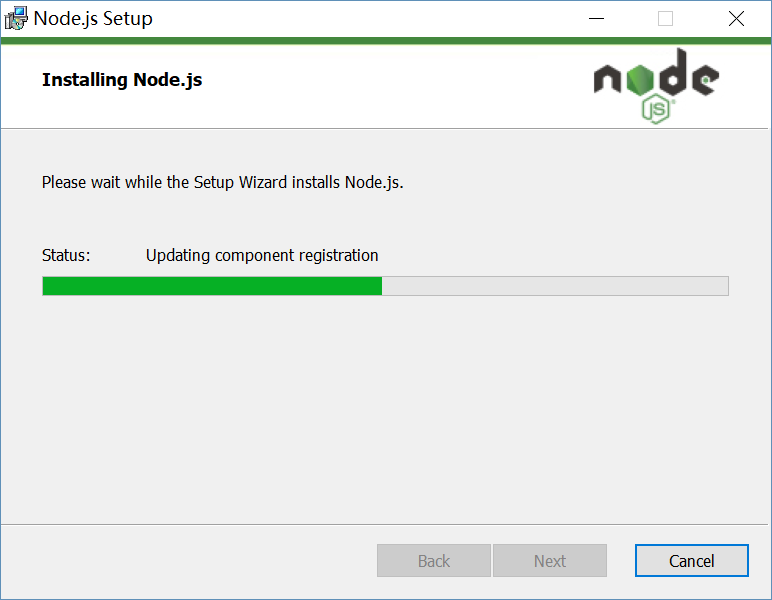 Node.js Setup
Installing Node.js
node
JS
Please wait while the Setup Wizard installs Node.js.
Status: Updating component registration
Back Next Cancel